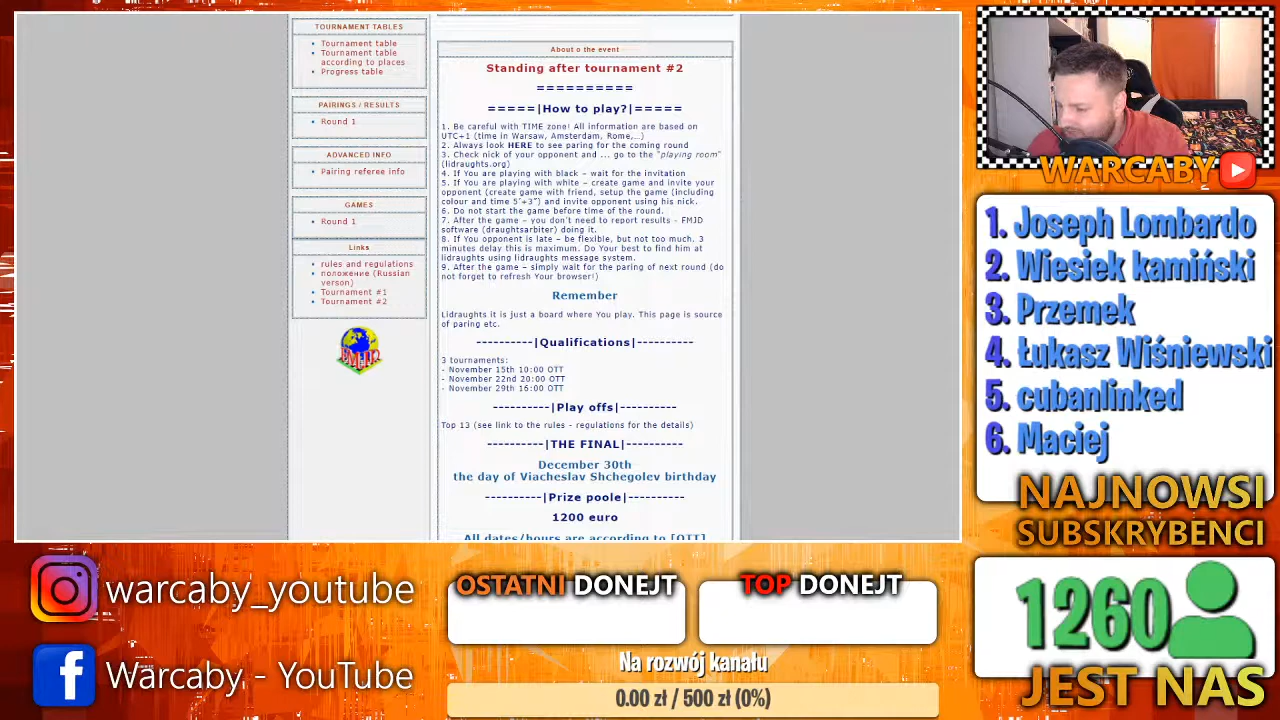 TOURNAMENT TABLES
Tournament table
Tournament table
according to places
Progress table
PAIRINGS / RESULTS
Round 1
ADVANCED INFO
Pairing referee info
GAMES
Round 1
Links
rules and regulations
положение (Russian
verson)
Tournament #1
Tournament #2
FMJD
About o the event
Standing after tournament #2
==========
=====|How to play?|=====
1. Be careful with TIME zone! All information are based on
UTC+1 (time in Warsaw, Amsterdam, Rome,..)
2. Always look HERE to see paring for the coming round
3. Check nick of your opponent and ... go to the "playing room"
(lidraughts.org)
4. If You are playing with black – wait for the invitation
5. If You are playing with white – create game and invite your
opponent (create game with friend, setup the game (including
colour and time 5'+3") and invite opponent using his nick.
6. Do not start the game before time of the round.
7. After the game – you don't need to report results - FMJD
software (draughtsarbiter) doing it.
8. If You opponent is late – be flexible, but not too much. 3
minutes delay this is maximum. Do Your best to find him at
lidraughts using lidraughts message system.
9. After the game – simply wait for the paring of next round (do
not forget to refresh Your browser!)
Remember
Lidraughts it is just a board where You play. This page is source
of paring etc.
----------|Qualifications|----------
3 tournaments:
- November 15th 10:00 OTT
- November 22nd 20:00 OTT
- November 29th 16:00 OTT
----------|Play offs|----------
Top 13 (see link to the rules - regulations for the details)
----------|THE FINAL|----------
December 30th
the day of Viacheslav Shchegolev birthday
----------|Prize poole|----------
1200 euro
All dates/hours are according to [OTT]
WARCABY
1. Joseph Lombardo
2. Wiesiek kamiński
3. Przemek
4. Łukasz Wiśniewski
5. cubanlinked
6. Maciej
NAJNOWSI
SUBSKRYBENCI
1260
JEST NAS
warcaby_youtube
Warcaby - YouTube
OSTATNI DONEJT
TOP DONEJT
Na rozwój kanału
0.00 zł / 500 zł (0%)